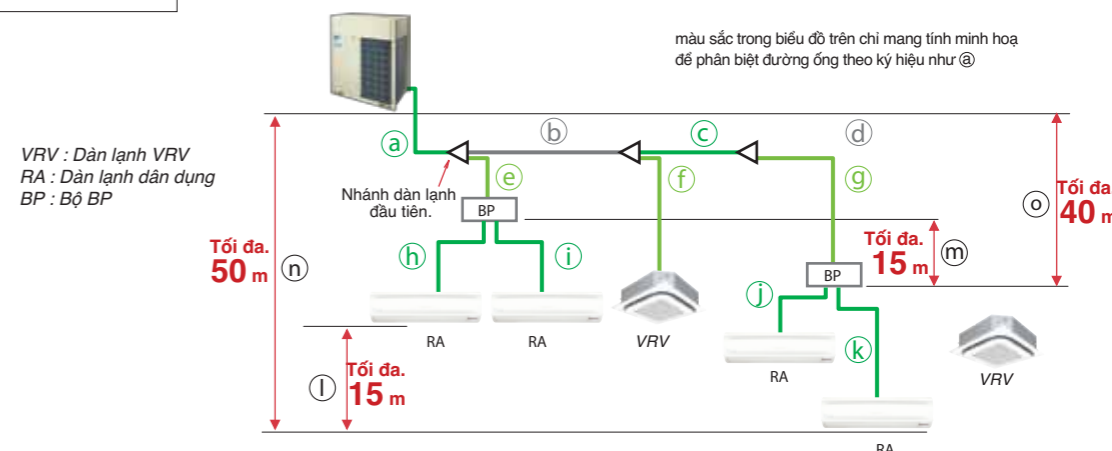 màu sắc trong biểu đồ trên chỉ mang tính minh hoạ
để phân biệt đường ống theo ký hiệu như ⓐ
VRV : Dàn lạnh VRV
RA : Dàn lạnh dân dụng
BP : Bộ BP
ⓐ
ⓑ
ⓒ
ⓓ
Nhánh dàn lạnh
đầu tiên.
ⓔ
ⓕ
ⓖ
BP
Tối đa.
50 m
ⓝ
ⓗ
ⓘ
Tối đa.
15 m
ⓜ
ⓞ
Tối đa.
40 m
BP
ⓙ
ⓚ
RA
RA
VRV
RA
VRV
ⓛ
Tối đa.
15 m
RA